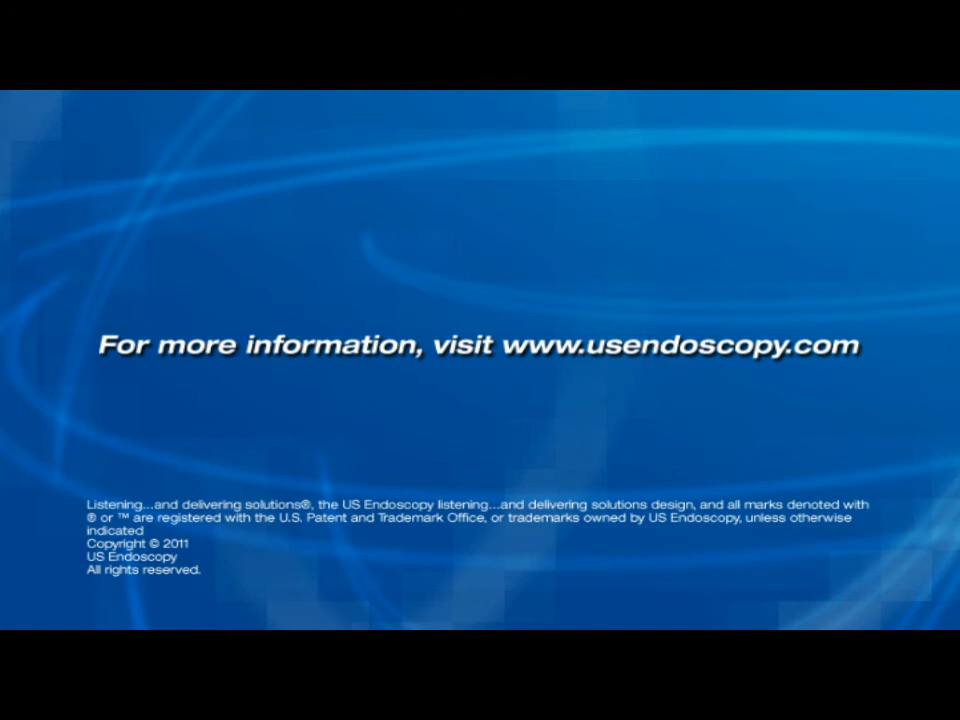 For more information, visit www.usendoscopy.com
Listening...and delivering solutions®, the US Endoscopy listening...and delivering solutions design, and all marks denoted with
® or ™ are registered with the U.S. Patent and Trademark Office, or trademarks owned by US Endoscopy, unless otherwise
indicated
Copyright © 2011
US Endoscopy
All rights reserved.